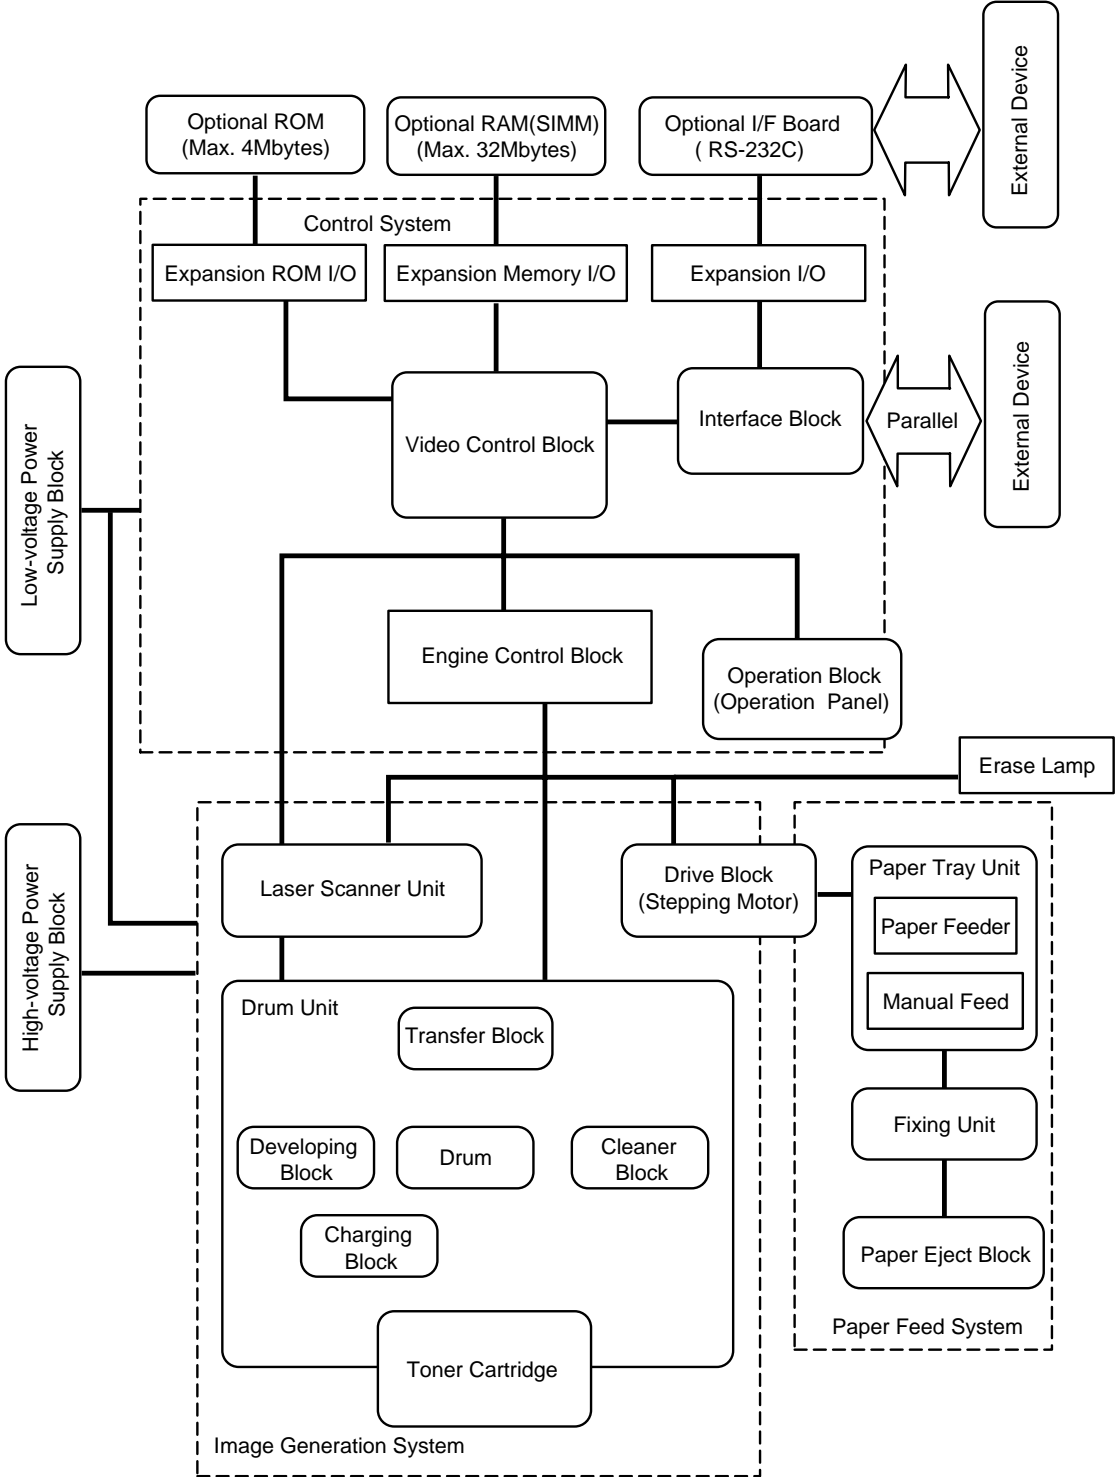 External Device
Optional ROM
(Max. 4Mbytes)
Optional RAM(SIMM)
(Max. 32Mbytes)
Optional I/F Board
( RS-232C)
Control System
Expansion ROM I/O
Expansion Memory I/O
Expansion I/O
External Device
Low-voltage Power
Supply Block
Video Control Block
Interface Block
Parallel
Engine Control Block
Operation Block
(Operation Panel)
Erase Lamp
High-voltage Power
Supply Block
Laser Scanner Unit
Drive Block
(Stepping Motor)
Paper Tray Unit
Paper Feeder
Manual Feed
Drum Unit
Transfer Block
Developing
Block
Drum
Cleaner
Block
Fixing Unit
Charging
Block
Paper Eject Block
Paper Feed System
Toner Cartridge
Image Generation System